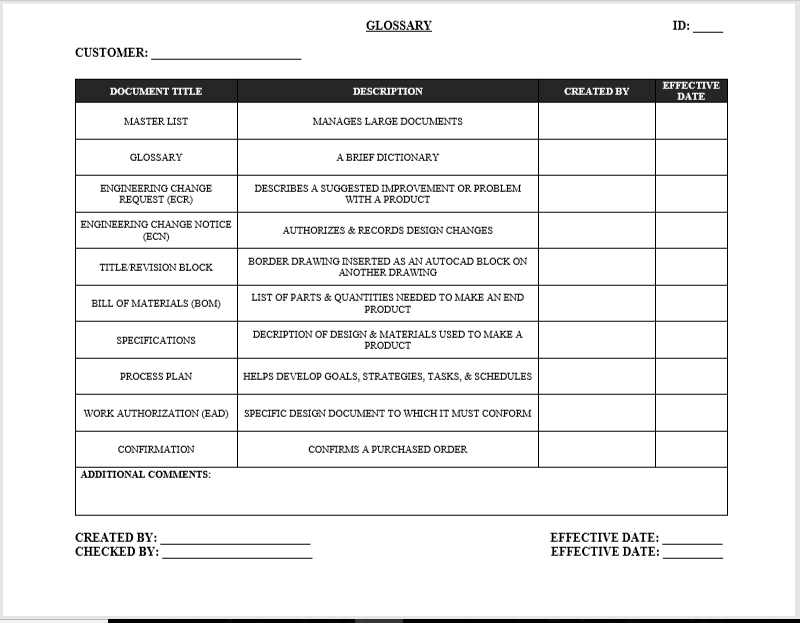 GLOSSARY ID: _____
CUSTOMER: _________________________
DOCUMENT TITLE DESCRIPTION CREATED BY EFFECTIVE DATE
MASTER LIST MANAGES LARGE DOCUMENTS
GLOSSARY A BRIEF DICTIONARY
ENGINEERING CHANGE
REQUEST (ECR)
DESCRIBES A SUGGESTED IMPROVEMENT OR PROBLEM
WITH A PRODUCT
ENGINEERING CHANGE NOTICE
(ECN)
AUTHORIZES & RECORDS DESIGN CHANGES
TITLE/REVISION BLOCK
BORDER DRAWING INSERTED AS AN AUTOCAD BLOCK ON
ANOTHER DRAWING
BILL OF MATERIALS (BOM)
LIST OF PARTS & QUANTITIES NEEDED TO MAKE AN END
PRODUCT
SPECIFICATIONS
DECRIPTION OF DESIGN & MATERIALS USED TO MAKE A
PRODUCT
PROCESS PLAN HELPS DEVELOP GOALS, STRATEGIES, TASKS, & SCHEDULES
WORK AUTHORIZATION (EAD) SPECIFIC DESIGN DOCUMENT TO WHICH IT MUST CONFORM
CONFIRMATION CONFIRMS A PURCHASED ORDER
ADDITIONAL COMMENTS:
CREATED BY: _________________________ EFFECTIVE DATE: __________
CHECKED BY: _________________________ EFFECTIVE DATE: __________